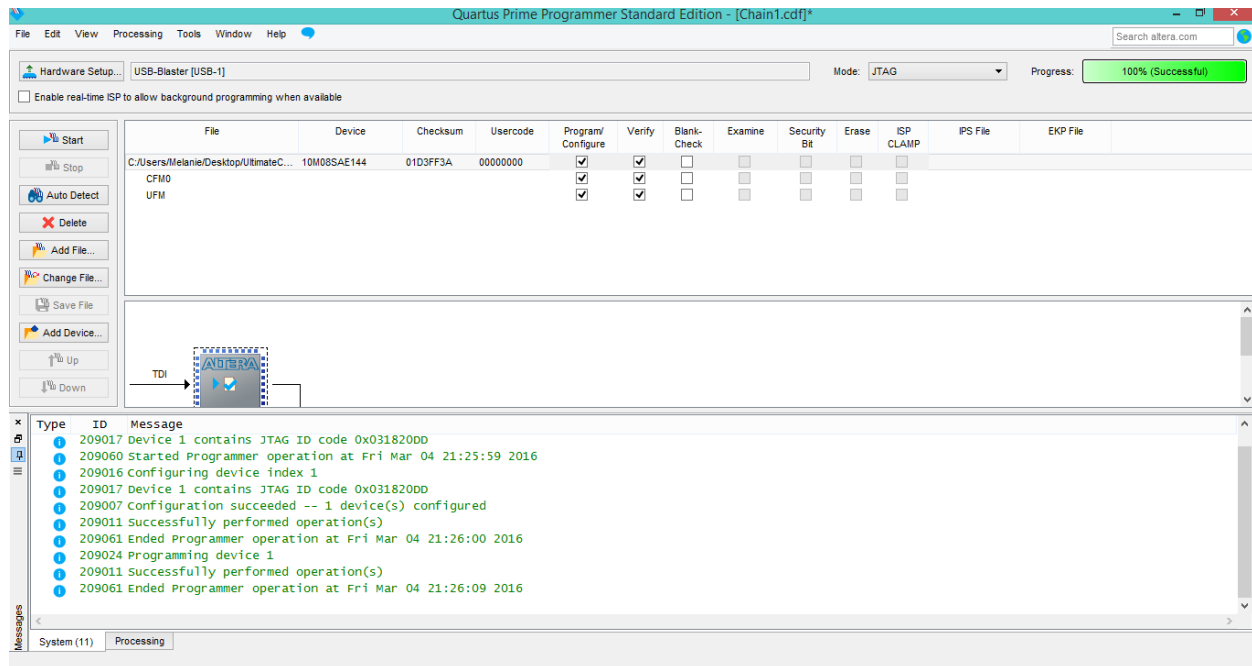 Quartus Prime Programmer Standard Edition - [Chain1.cdf]*
File Edit View Processing Tools Window Help
Search altera.com
Hardware Setup... USB-Blaster [USB-1] Mode: JTAG Progress: 100% (Successful)
Enable real-time ISP to allow background programming when available
File Device Checksum Usercode Program/ Configure Verify Blank- Check Examine Security Bit Erase ISP CLAMP IPS File EKP File
Start
C:/Users/Melanie/Desktop/UltimateC... 10M08SAE144 01D3FF3A 00000000
Stop
CFM0
Auto Detect
UFM
Delete
Add File...
Change File...
Save File
Add Device...
Up
Down
TDI
ALTERA
Type ID Message
209017 Device 1 contains JTAG ID code 0x031820DD
209060 Started Programmer operation at Fri Mar 04 21:25:59 2016
209016 Configuring device index 1
209017 Device 1 contains JTAG ID code 0x031820DD
209007 Configuration succeeded -- 1 device(s) configured
209011 Successfully performed operation(s)
209061 Ended Programmer operation at Fri Mar 04 21:26:00 2016
209024 Programming device 1
209011 Successfully performed operation(s)
209061 Ended Programmer operation at Fri Mar 04 21:26:09 2016
Messages
System (11) Processing